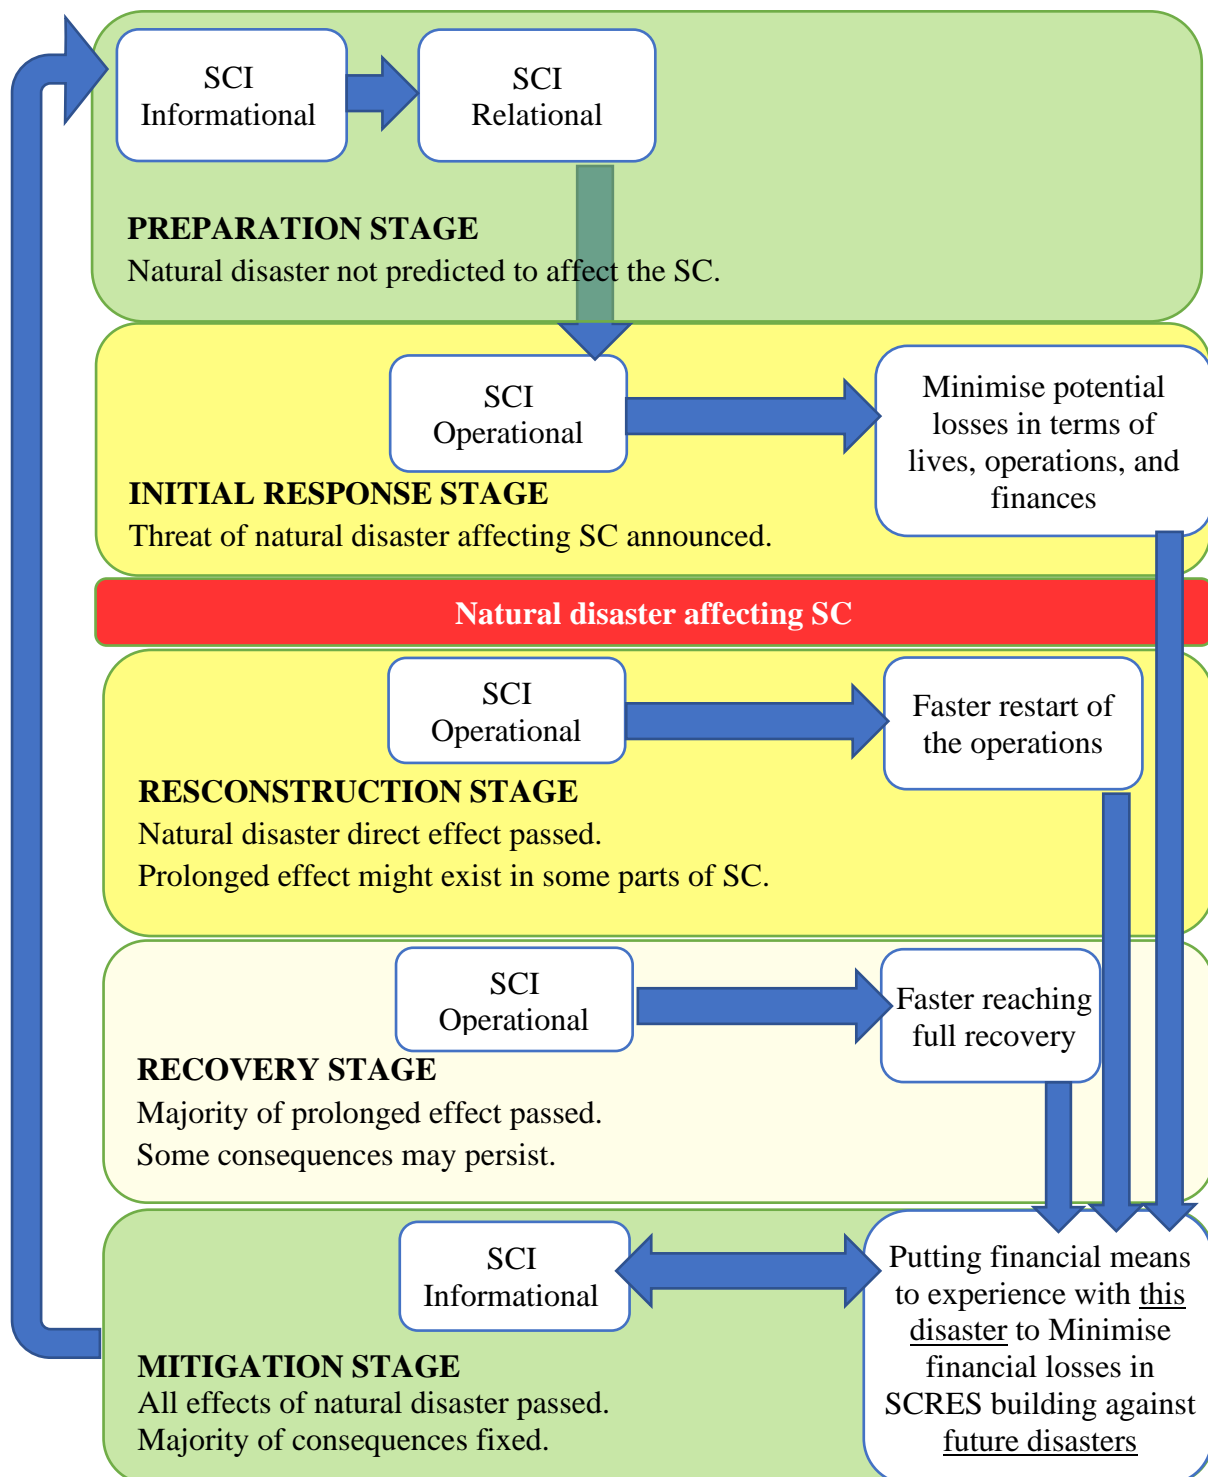 SCI
Informational
SCI
Relational
PREPARATION STAGE
Natural disaster not predicted to affect the SC.
SCI
Operational
Minimise potential
losses in terms of
lives, operations, and
finances
INITIAL RESPONSE STAGE
Threat of natural disaster affecting SC announced.
Natural disaster affecting SC
SCI
Operational
Faster restart of
the operations
RESCONSTRUCTION STAGE
Natural disaster direct effect passed.
Prolonged effect might exist in some parts of SC.
SCI
Operational
Faster reaching
full recovery
RECOVERY STAGE
Majority of prolonged effect passed.
Some consequences may persist.
SCI
Informational
Putting financial means
to experience with this
disaster to Minimise
financial losses in
SCRES building against
future disasters
MITIGATION STAGE
All effects of natural disaster passed.
Majority of consequences fixed.